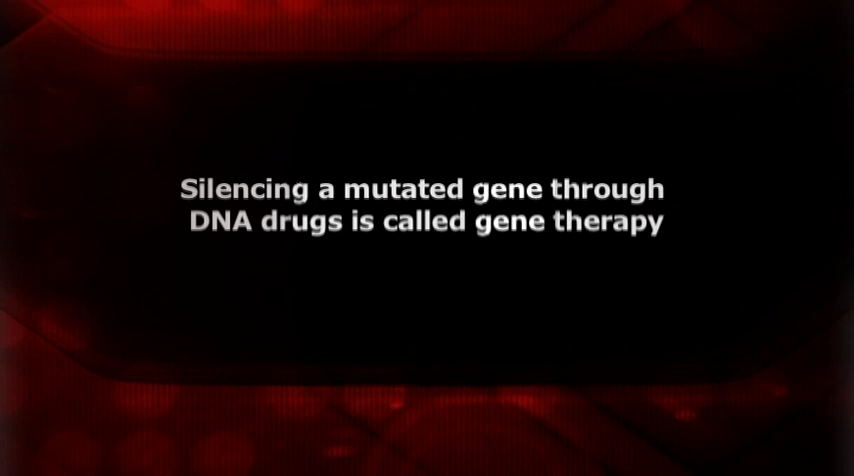 Silencing a mutated gene through
DNA drugs is called gene therapy